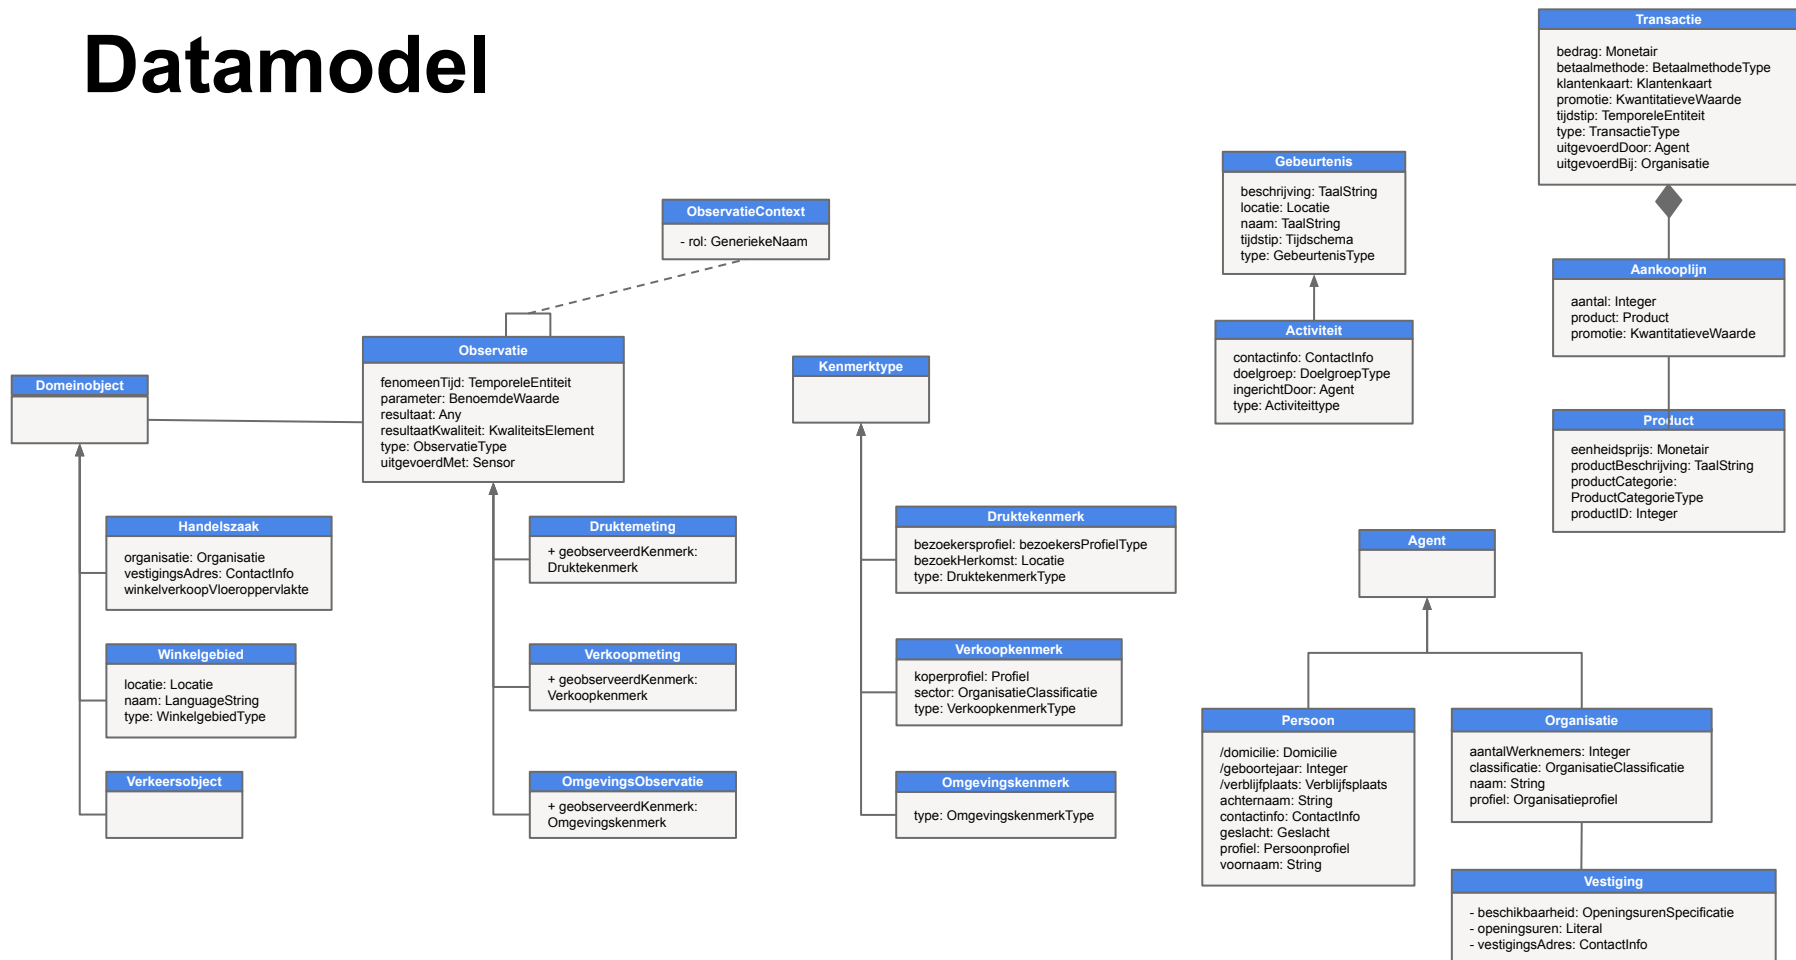 Datamodel
Transactie
bedrag: Monetair
betaalmethode: BetaalmethodeType
klantenkaart: Klantenkaart
promotie: KwantitatieveWaarde
tijdstip: TemporeleEntiteit
type: TransactieType
uitgevoerdDoor: Agent
uitgevoerdBij: Organisatie
Gebeurtenis
beschrijving: TaalString
locatie: Locatie
naam: TaalString
tijdstip: Tijdschema
type: GebeurtenisType
ObservatieContext
- rol: GeneriekeNaam
Aankooplijn
aantal: Integer
product: Product
promotie: KwantitatieveWaarde
Activiteit
contactinfo: ContactInfo
doelgroep: DoelgroepType
ingerichtDoor: Agent
type: Activiteittype
Observatie
fenomeenTijd: TemporeleEntiteit
parameter: BenoemdeWaarde
resultaat: Any
resultaatKwaliteit: KwaliteitsElement
type: ObservatieType
uitgevoerdMet: Sensor
Kenmerktype
Domeinobject
Product
eenheidsprijs: Monetair
productBeschrijving: TaalString
productCategorie:
ProductCategorieType
productID: Integer
Handelszaak
organisatie: Organisatie
vestigingsAdres: ContactInfo
winkelverkoopVloeroppervlakte
Druktemeting
+ geobserveerdKenmerk:
Druktekenmerk
Druktekenmerk
bezoekersprofiel: bezoekersProfielType
bezoekHerkomst: Locatie
type: DruktekenmerkType
Agent
Winkelgebied
locatie: Locatie
naam: LanguageString
type: WinkelgebiedType
Verkoopmeting
+ geobserveerdKenmerk:
Verkoopkenmerk
Verkoopkenmerk
koperprofiel: Profiel
sector: OrganisatieClassificatie
type: VerkoopkenmerkType
Persoon
/domicilie: Domicilie
/geboortejaar: Integer
/verblijfplaats: Verblijfsplaats
achternaam: String
contactinfo: ContactInfo
geslacht: Geslacht
profiel: Persoonprofiel
voornaam: String
Organisatie
aantalWerknemers: Integer
classificatie: OrganisatieClassificatie
naam: String
profiel: Organisatieprofiel
Verkeersobject
OmgevingsObservatie
+ geobserveerdKenmerk:
Omgevingskenmerk
Omgevingskenmerk
type: OmgevingskenmerkType
Vestiging
- beschikbaarheid: OpeningsurenSpecificatie
- openingsuren: Literal
- vestigingsAdres: ContactInfo